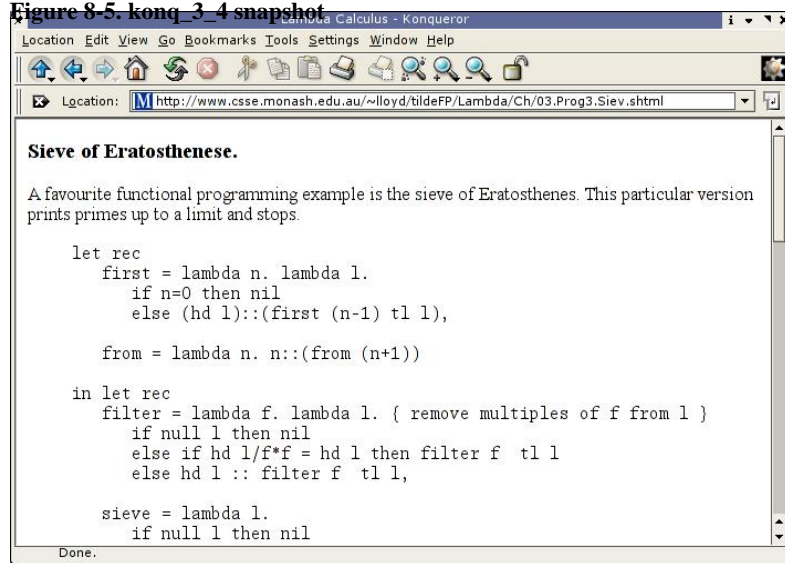 Figure 8-5. konq_3_4 snapshot
Lambda Calculus - Konqueror
Location Edit View Go Bookmarks Tools Settings Window Help
Location: http://www.csse.monash.edu.au/~lloyd/tildeFP/Lambda/Ch/03.Prog3.Siev.shtml
Sieve of Eratosthenese.
A favourite functional programming example is the sieve of Eratosthenes. This particular version
prints primes up to a limit and stops.
let rec
first = lambda n. lambda l.
if n=0 then nil
else (hd l)::(first (n-1) tl l),
from = lambda n. n::(from (n+1))
in let rec
filter = lambda f. lambda l. { remove multiples of f from l }
if null l then nil
else if hd l/f*f = hd l then filter f  tl l
else hd l :: filter f  tl l,
sieve = lambda l.
if null l then nil
Done.